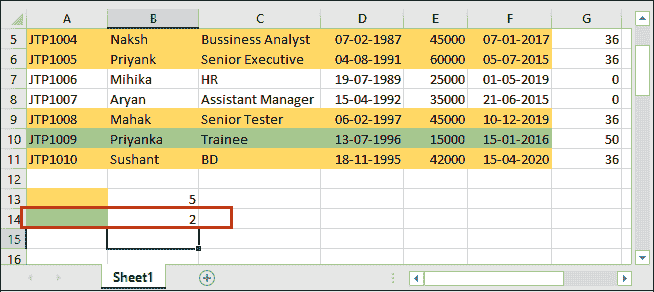 A B C D E F G
5 JTP1004 Naksh Bussiness Analyst 07-02-1987 45000 07-01-2017 36
6 JTP1005 Priyank Senior Executive 04-08-1991 60000 05-07-2015 36
7 JTP1006 Mihika HR 19-07-1989 25000 01-05-2019 0
8 JTP1007 Aryan Assistant Manager 15-04-1992 35000 21-06-2015 0
9 JTP1008 Mahak Senior Tester 06-02-1997 45000 10-12-2019 36
10 JTP1009 Priyanka Trainee 13-07-1996 15000 15-01-2016 50
11 JTP1010 Sushant BD 18-11-1995 42000 15-04-2020 36
12
13 5
14 2
15
16
Sheet1